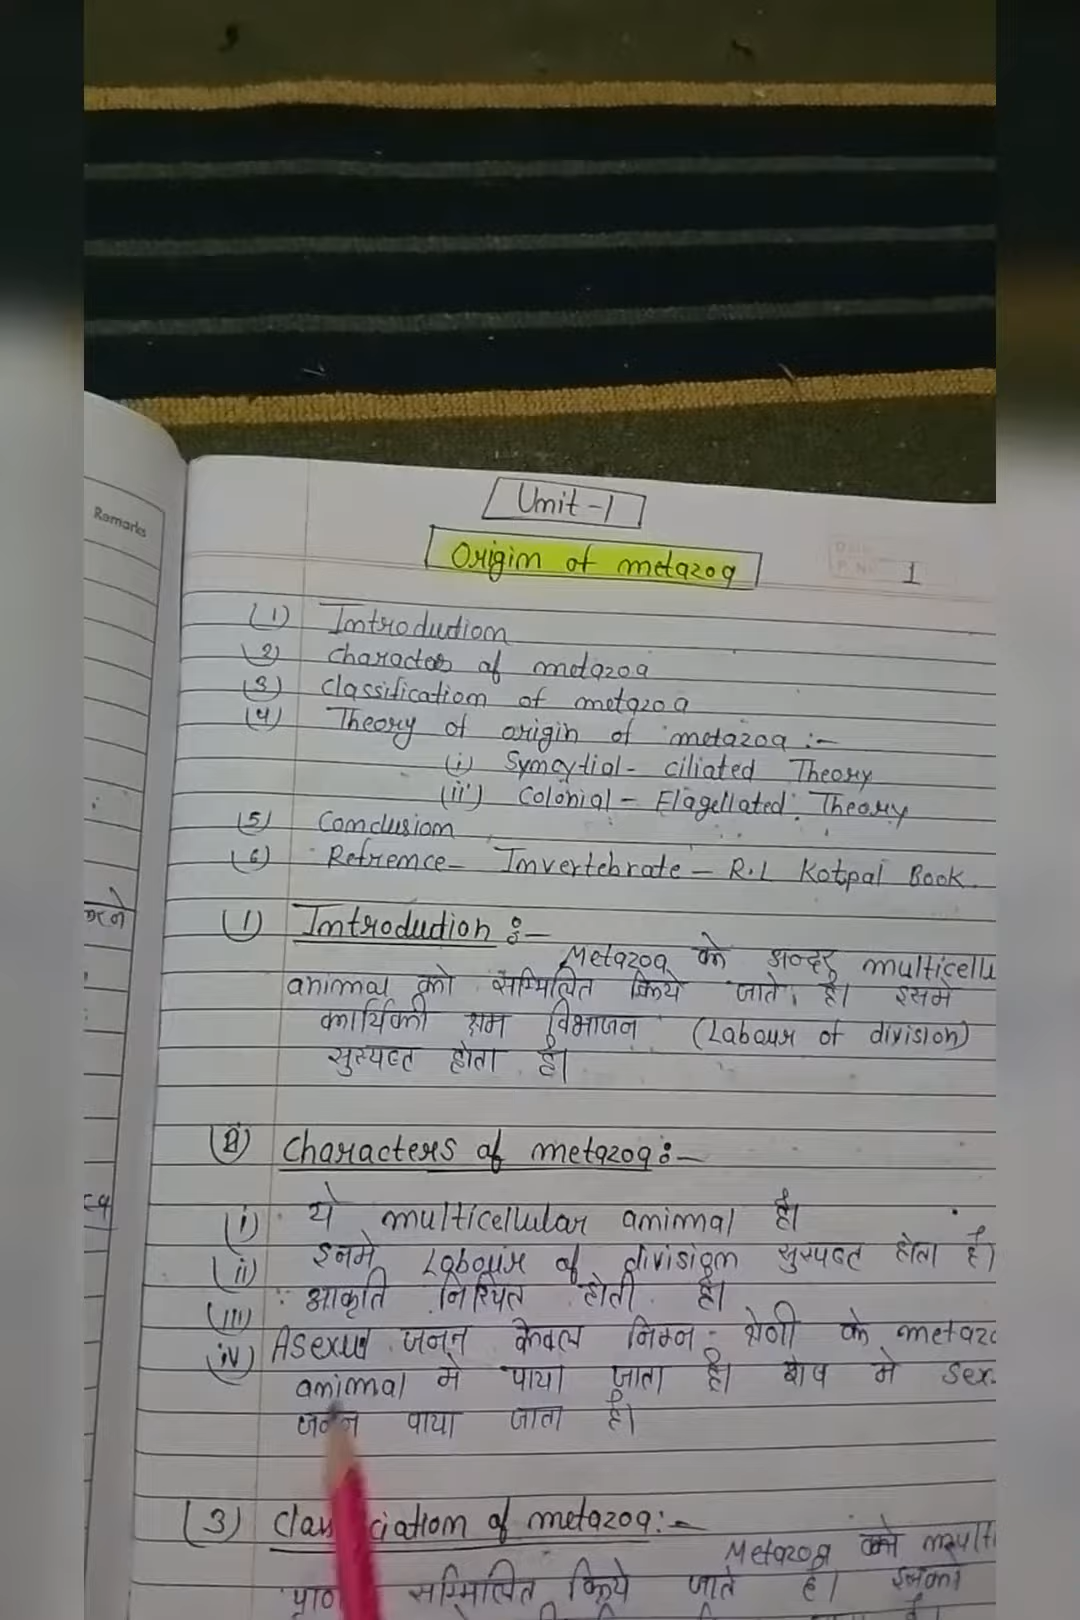 Remarks
Unit-1
Origin of metazoa
1
(1) Introduction
(2) Character of metazoa
(3) Classification of metazoa
(4) Theory of origin of metazoa :-
(i) Syncytial - ciliated Theory
(ii) Colonial - Flagellated Theory
(5) Conclusion
(6) Refrence - Invertebrate - R.L Kotpal Book
करने
(1) Introduction :-
Metazoa के अन्दर multicellu
animal को सम्मिलित किये जाते है। इसमे
कार्यिकी श्रम विभाजन (Labour of division)
सुस्पष्ट होता है।
(2) Characters of metazoa :-
(i) ये multicellular animal है।
(ii) इनमे Labour of division सुस्पष्ट होता है।
(iii) आकृति निश्चित होती है।
(iv) Asexual जनन केवल निम्न - श्रेणी के metazo
animal मे पाया जाता है। शेष मे sex.
जनन पाया जाता है।
(3) of metazoa :-
Metazoa को multi
सम्मिलित किये जाते है। इनको